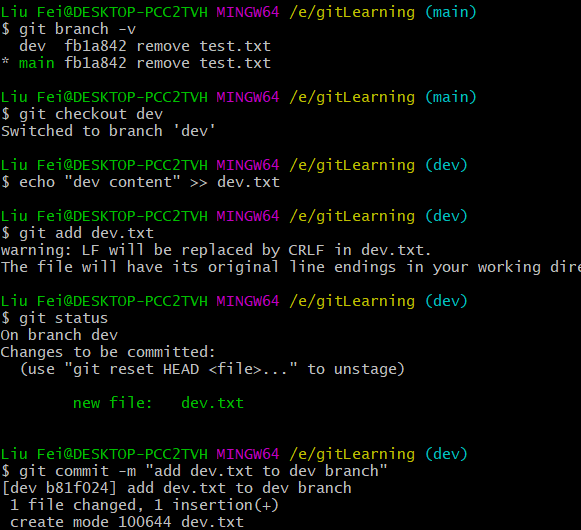 Liu Fei@DESKTOP-PCC2TVH MINGW64 /e/gitLearning (main)
$ git branch -v
  dev  fb1a842 remove test.txt
* main fb1a842 remove test.txt
Liu Fei@DESKTOP-PCC2TVH MINGW64 /e/gitLearning (main)
$ git checkout dev
Switched to branch 'dev'
Liu Fei@DESKTOP-PCC2TVH MINGW64 /e/gitLearning (dev)
$ echo "dev content" >> dev.txt
Liu Fei@DESKTOP-PCC2TVH MINGW64 /e/gitLearning (dev)
$ git add dev.txt
warning: LF will be replaced by CRLF in dev.txt.
The file will have its original line endings in your working dire
Liu Fei@DESKTOP-PCC2TVH MINGW64 /e/gitLearning (dev)
$ git status
On branch dev
Changes to be committed:
  (use "git reset HEAD <file>..." to unstage)
        new file:   dev.txt
Liu Fei@DESKTOP-PCC2TVH MINGW64 /e/gitLearning (dev)
$ git commit -m "add dev.txt to dev branch"
[dev b81f024] add dev.txt to dev branch
 1 file changed, 1 insertion(+)
 create mode 100644 dev.txt